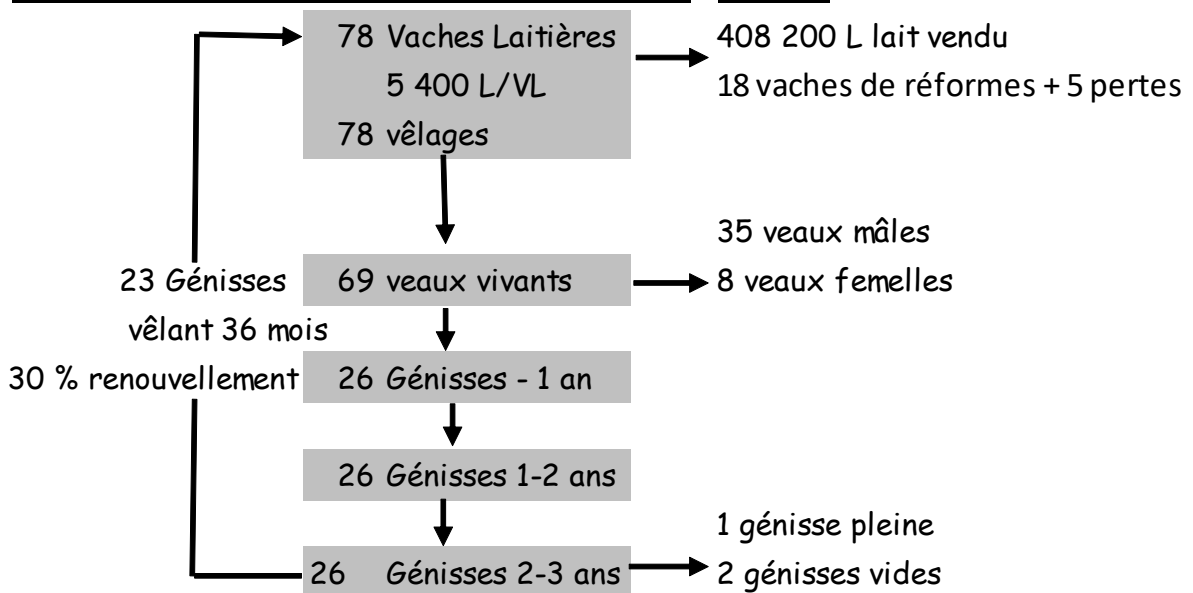 78 Vaches Laitières
5 400 L/VL
78 vêlages
408 200 L lait vendu
18 vaches de réformes + 5 pertes
69 veaux vivants
35 veaux mâles
8 veaux femelles
23 Génisses
vêlant 36 mois
30 % renouvellement
26 Génisses - 1 an
26 Génisses 1-2 ans
26 Génisses 2-3 ans
1 génisse pleine
2 génisses vides